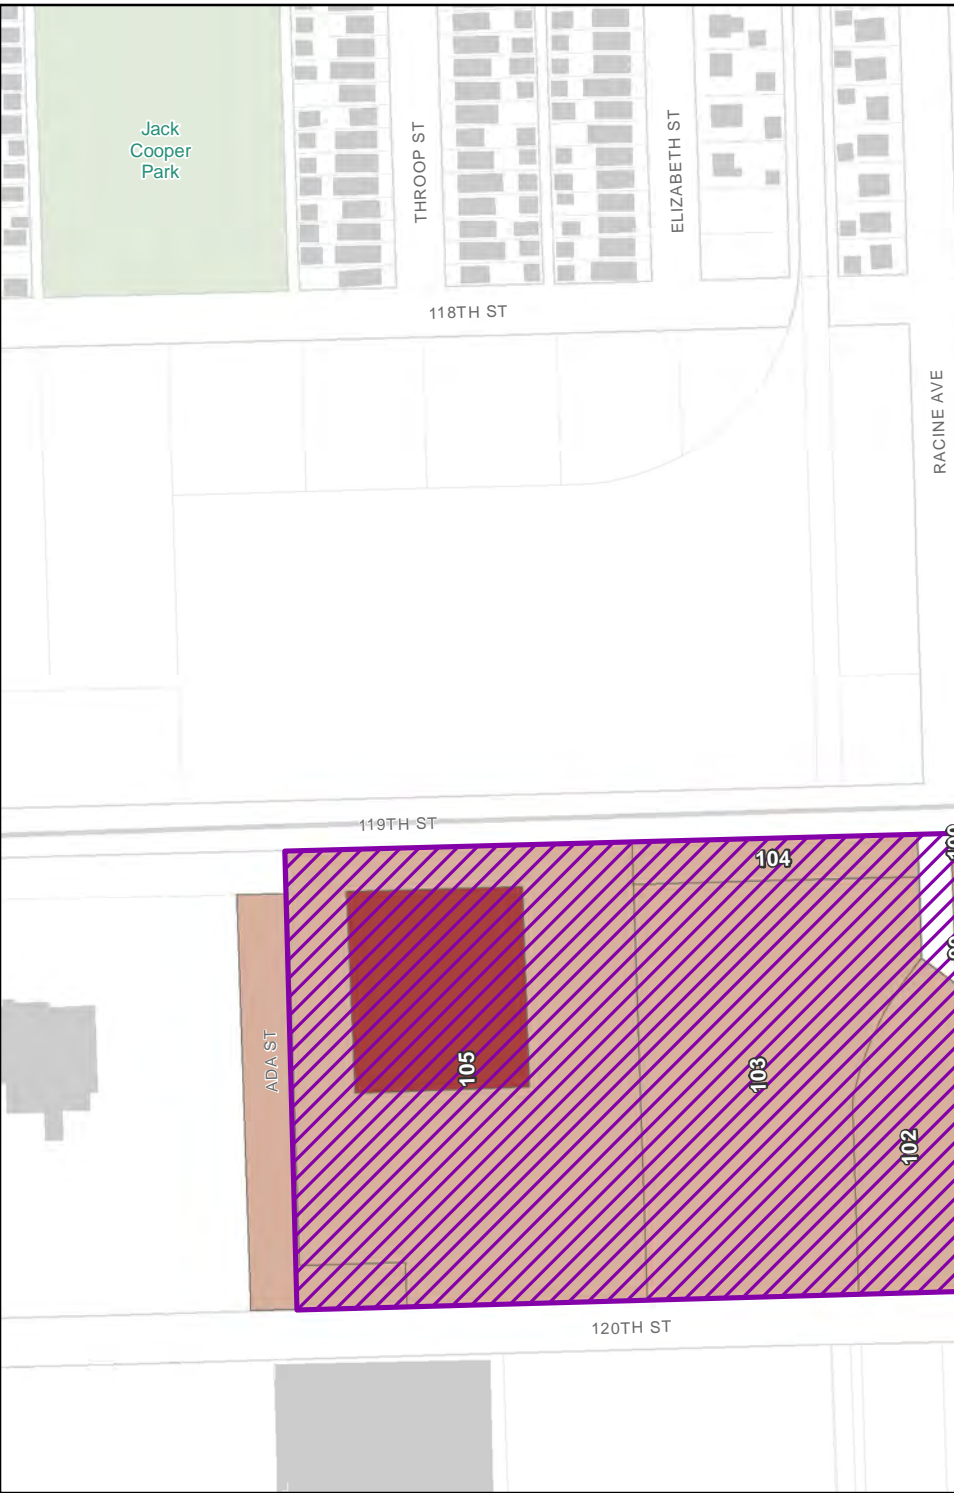 Jack
Cooper
Park
THROOP ST
ELIZABETH ST
118TH ST
RACINE AVE
119TH ST
104
ADA ST
105
103
102
120TH ST